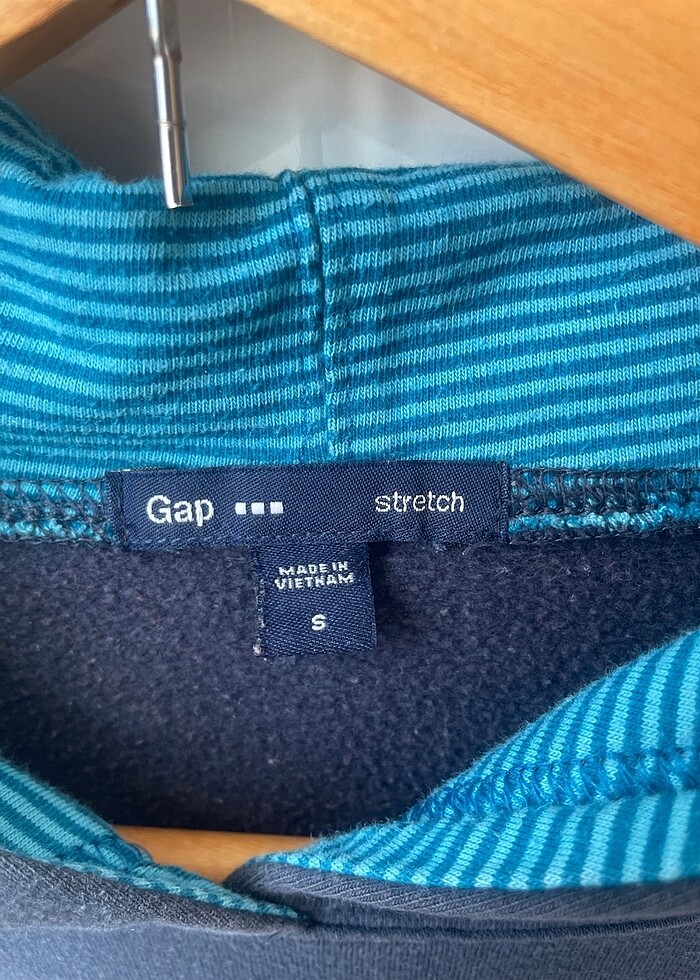 Gap stretch
MADE IN
VIETNAM
S